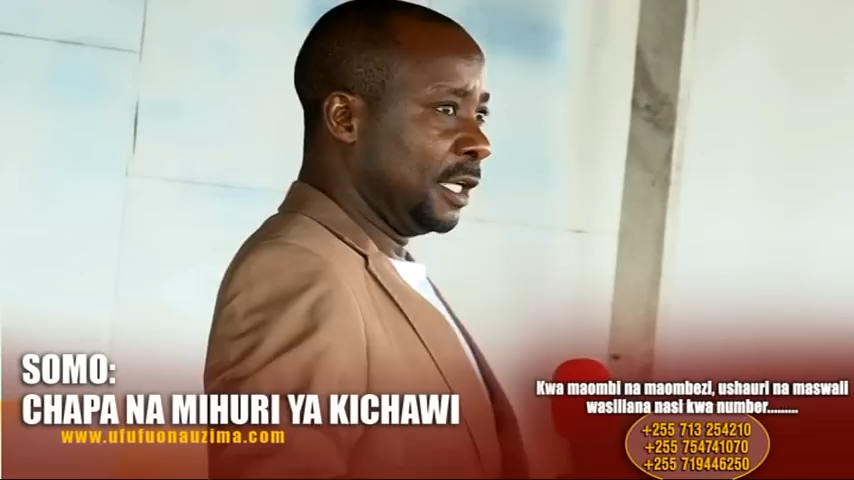 SOMO:
CHAPA NA MIHURI YA KICHAWI
www.ufufuonauzima.com
Kwa maombi na maombezi, ushauri na maswali
wasiliana nasi kwa number..........
+255 713 254210
+255 754741070
+255 719446250